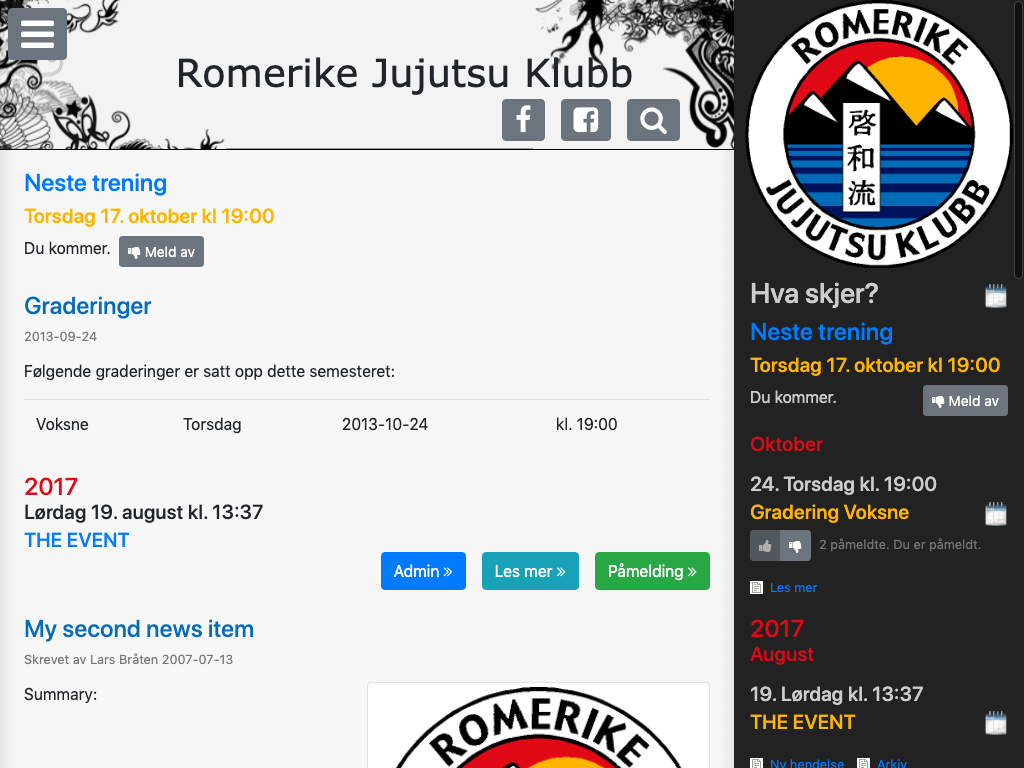 Romerike Jujutsu Klubb
Neste trening
Torsdag 17. oktober kl 19:00
Du kommer. Meld av
Graderinger
2013-09-24
Følgende graderinger er satt opp dette semesteret:
Voksne Torsdag 2013-10-24 kl. 19:00
2017
Lørdag 19. august kl. 13:37
THE EVENT
Admin » Les mer » Påmelding »
My second news item
Skrevet av Lars Bråten 2007-07-13
Summary:
ROMERIKE
ROMERIKE
啓和流
JUJUTSU KLUBB
Hva skjer?
Neste trening
Torsdag 17. oktober kl 19:00
Du kommer. Meld av
Oktober
24. Torsdag kl. 19:00
Gradering Voksne
2 påmeldte. Du er påmeldt.
Les mer
2017
August
19. Lørdag kl. 13:37
THE EVENT
Ny hendelse Arkiv